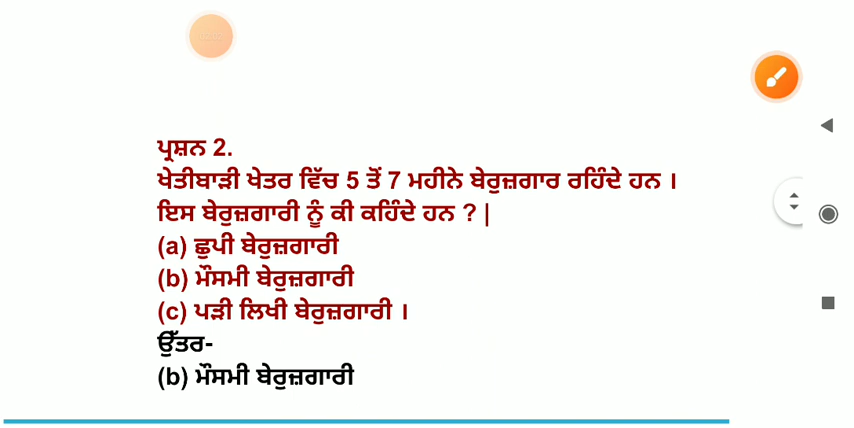 ਪ੍ਰਸ਼ਨ 2.
ਖੇਤੀਬਾੜੀ ਖੇਤਰ ਵਿੱਚ 5 ਤੋਂ 7 ਮਹੀਨੇ ਬੇਰੁਜ਼ਗਾਰ ਰਹਿੰਦੇ ਹਨ ।
ਇਸ ਬੇਰੁਜ਼ਗਾਰੀ ਨੂੰ ਕੀ ਕਹਿੰਦੇ ਹਨ ? |
(a) ਛੁਪੀ ਬੇਰੁਜ਼ਗਾਰੀ
(b) ਮੌਸਮੀ ਬੇਰੁਜ਼ਗਾਰੀ
(c) ਪੜੀ ਲਿਖੀ ਬੇਰੁਜ਼ਗਾਰੀ ।
ਉੱਤਰ-
(b) ਮੌਸਮੀ ਬੇਰੁਜ਼ਗਾਰੀ